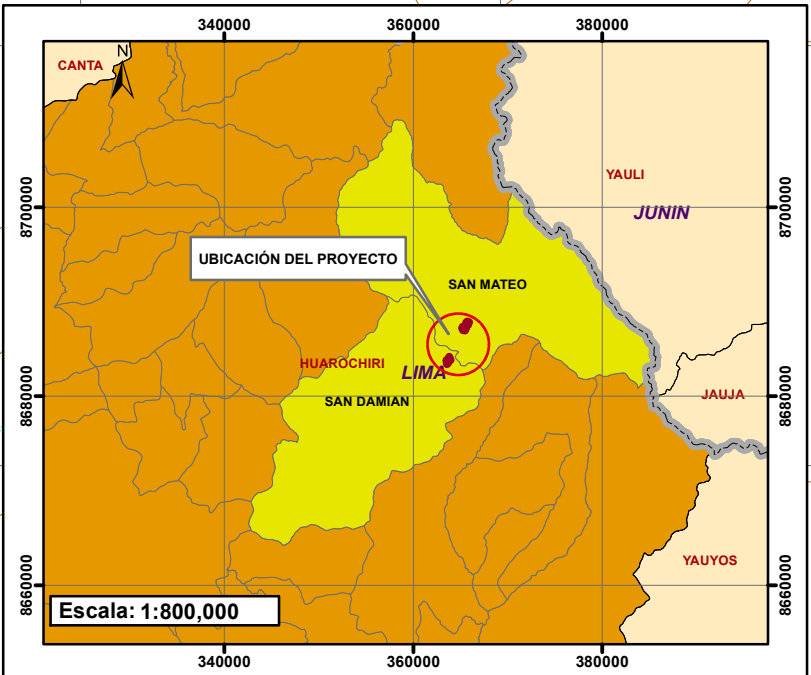 340000 360000 380000
CANTA
N
YAULI
JUNIN
8700000
8700000
UBICACIÓN DEL PROYECTO
SAN MATEO
HUAROCHIRI
LIMA
SAN DAMIAN
8680000
8680000
JAUJA
YAUYOS
8660000
8660000
Escala: 1:800,000
340000 360000 380000